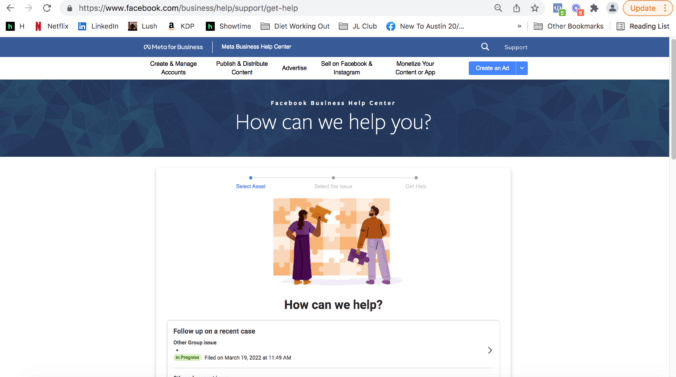 https://www.facebook.com/business/help/support/get-help
Update
H Netflix LinkedIn Lush KDP Showtime Diet Working Out JL Club New To Austin 20/... » Other Bookmarks Reading List
Meta for Business Meta Business Help Center Support
Create & Manage Accounts
Publish & Distribute Content
Advertise
Sell on Facebook & Instagram
Monetize Your Content or App
Create an Ad
Facebook Business Help Center
How can we help you?
Select Asset Select the Issue Get Help
How can we help?
Follow up on a recent case
Other Group issue
In Progress Filed on March 19, 2022 at 11:49 AM